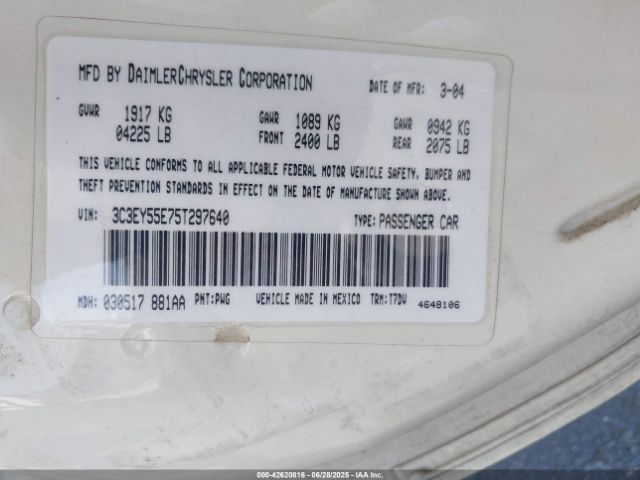 MFD BY DAIMLERCHRYSLER CORPORATION DATE OF MFR: 3-04
GVWR 1917 KG GAWR 1089 KG GAWR 0942 KG
04225 LB FRONT 2400 LB REAR 2075 LB
THIS VEHICLE CONFORMS TO ALL APPLICABLE FEDERAL MOTOR VEHICLE SAFETY, BUMPER AND
THEFT PREVENTION STANDARDS IN EFFECT ON THE DATE OF MANUFACTURE SHOWN ABOVE.
VIN: 3C3EY55E75T297640 TYPE: PASSENGER CAR
MDH: 030517 881AA PNT: PWG VEHICLE MADE IN MEXICO TRM: T7DV 4648106
000-42620816 - 06/28/2025 - IAA Inc.